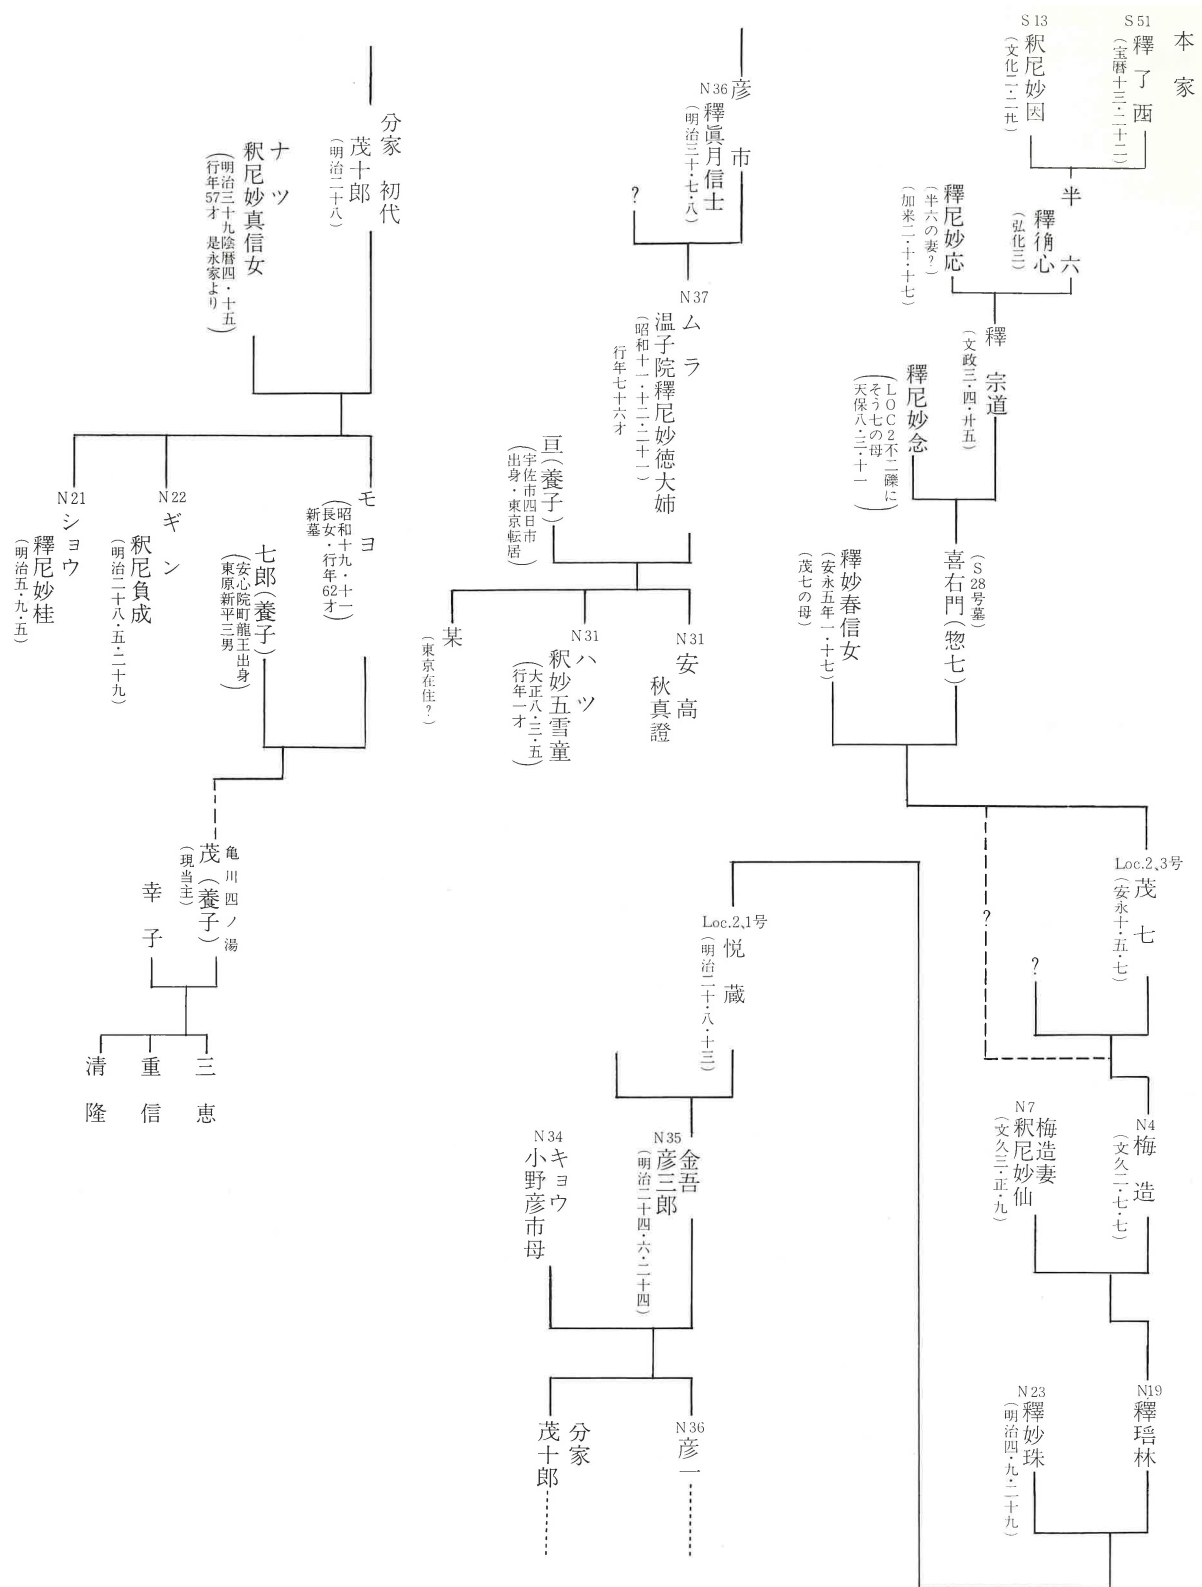 本家
S51
釋了西
(宝暦十三・二十二)
S13
釈尼妙因
(文化二・二廿)
半六
(弘化三)
釋尼妙応
(半六の妻?)
(加来二・十・十七)
釋宗道
(文政三・四・廿五)
釋尼妙念
(LOC2不二礫に
そう七の母
天保八・三・十一)
(S28号墓)
喜右門(惣七)
釋妙春信女
(安永五年一・十七)
(茂七の母)
Loc.2、3号
茂七
(安永十・五・七)
?
?
N4
梅造
(文久二・七・七)
N7
梅造妻
釈尼妙仙
(文久三・正・九)
N19
N23
釋妙珠
(明治四・九・二十九)
Loc.2、1号
悦蔵
(明治二十・八・十三)
N35
金吾
彦三郎
(明治二十四・六・二十四)
N34
キョウ
小野彦市母
N36
彦一
分家
茂十郎
彦市
N36
釋眞月信士
(明治三十・七・八)
?
N37
ムラ
温子院釋尼妙徳大姉
(昭和十一・十二・二十一)
行年七十六才
亘(養子)
(宇佐市四日市
出身・東京転居)
N31
安高
秋真證
N31
ハツ
釈妙五雪童
(大正八・三・五
行年一才)
某
(東京在住?)
分家 初代
茂十郎
(明治二十八)
ナツ
釈尼妙真信女
(明治三十九陰暦四・十五
行年57才 是永家より)
モヨ
(昭和十九・十一
長女・行年62才)
新墓
七郎(養子)
(安心院町龍王出身
東原新平三男)
N22
ギン
釈尼負成
(明治二十八・五・二十九)
N21
ショウ
釋尼妙桂
(明治五・九・五)
亀川四ノ湯
茂(養子)
(現当主)
幸子
三恵
重信
清隆